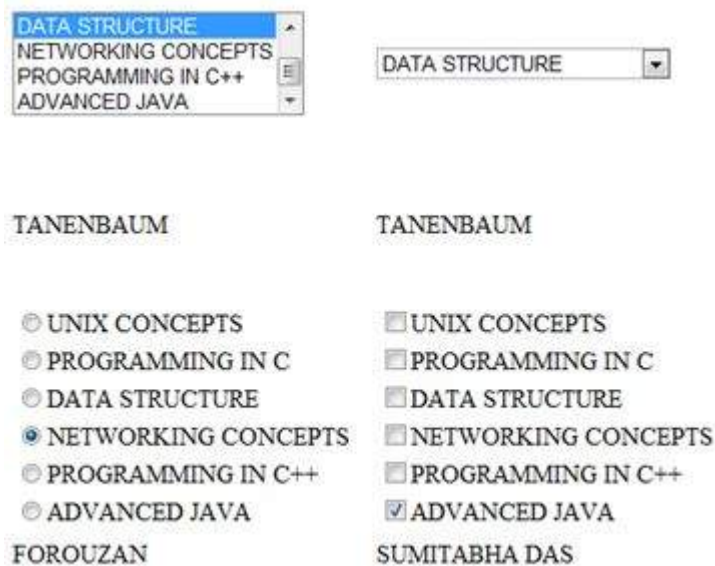 DATA STRUCTURE
NETWORKING CONCEPTS
PROGRAMMING IN C++
ADVANCED JAVA
DATA STRUCTURE
TANENBAUM
TANENBAUM
UNIX CONCEPTS
PROGRAMMING IN C
DATA STRUCTURE
NETWORKING CONCEPTS
PROGRAMMING IN C++
ADVANCED JAVA
FOROUZAN
UNIX CONCEPTS
PROGRAMMING IN C
DATA STRUCTURE
NETWORKING CONCEPTS
PROGRAMMING IN C++
ADVANCED JAVA
SUMITABHA DAS